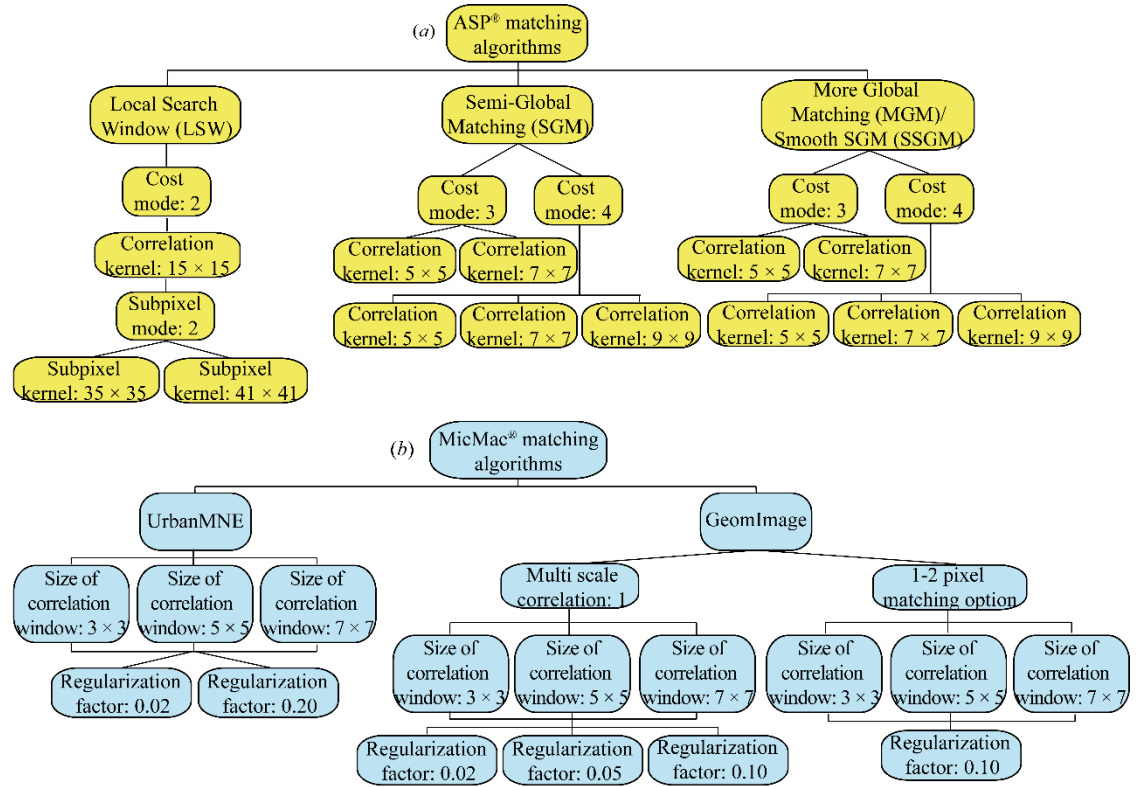 (a)
ASP® matching
algorithms
Local Search
Window (LSW)
Semi-Global
Matching (SGM)
More Global
Matching (MGM)/
Smooth SGM (SSGM)
Cost
mode: 2
Cost
mode: 3
Cost
mode: 4
Cost
mode: 3
Cost
mode: 4
Correlation
kernel: 15 × 15
Correlation
kernel: 5 × 5
Correlation
kernel: 7 × 7
Correlation
kernel: 5 × 5
Correlation
kernel: 7 × 7
Subpixel
mode: 2
Correlation
kernel: 5 × 5
Correlation
kernel: 7 × 7
Correlation
kernel: 9 × 9
Correlation
kernel: 5 × 5
Correlation
kernel: 7 × 7
Correlation
kernel: 9 × 9
Subpixel
kernel: 35 × 35
Subpixel
kernel: 41 × 41
(b)
MicMac® matching
algorithms
UrbanMNE
GeomImage
Size of
correlation
window: 3 × 3
Size of
correlation
window: 5 × 5
Size of
correlation
window: 7 × 7
Multi scale
correlation: 1
1-2 pixel
matching option
Regularization
factor: 0.02
Regularization
factor: 0.20
Size of
correlation
window: 3 × 3
Size of
correlation
window: 5 × 5
Size of
correlation
window: 7 × 7
Size of
correlation
window: 3 × 3
Size of
correlation
window: 5 × 5
Size of
correlation
window: 7 × 7
Regularization
factor: 0.02
Regularization
factor: 0.05
Regularization
factor: 0.10
Regularization
factor: 0.10